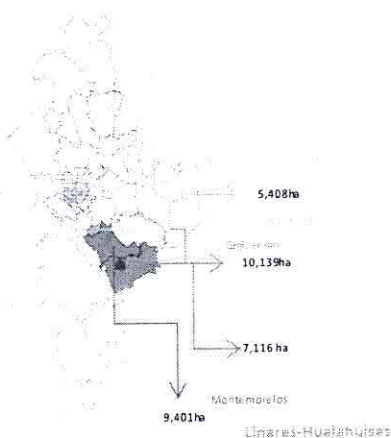 5,408ha
10,139ha
7,116 ha
Montemorelos
9,401ha
Linares-Hualahuises